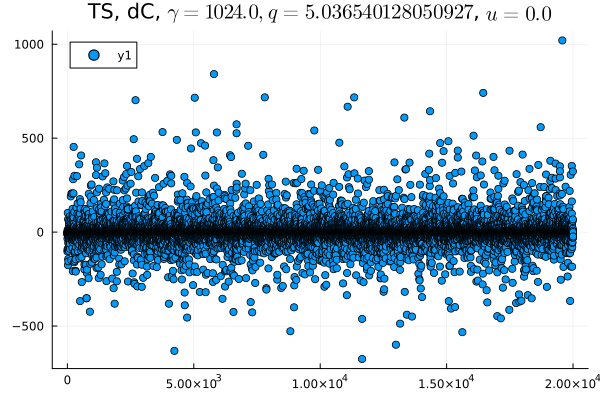 TS, dC, γ = 1024.0, q = 5.036540128050927, u = 0.0
y1
1000
500
0
−500
0 5.00×10³ 1.00×10⁴ 1.50×10⁴ 2.00×10⁴